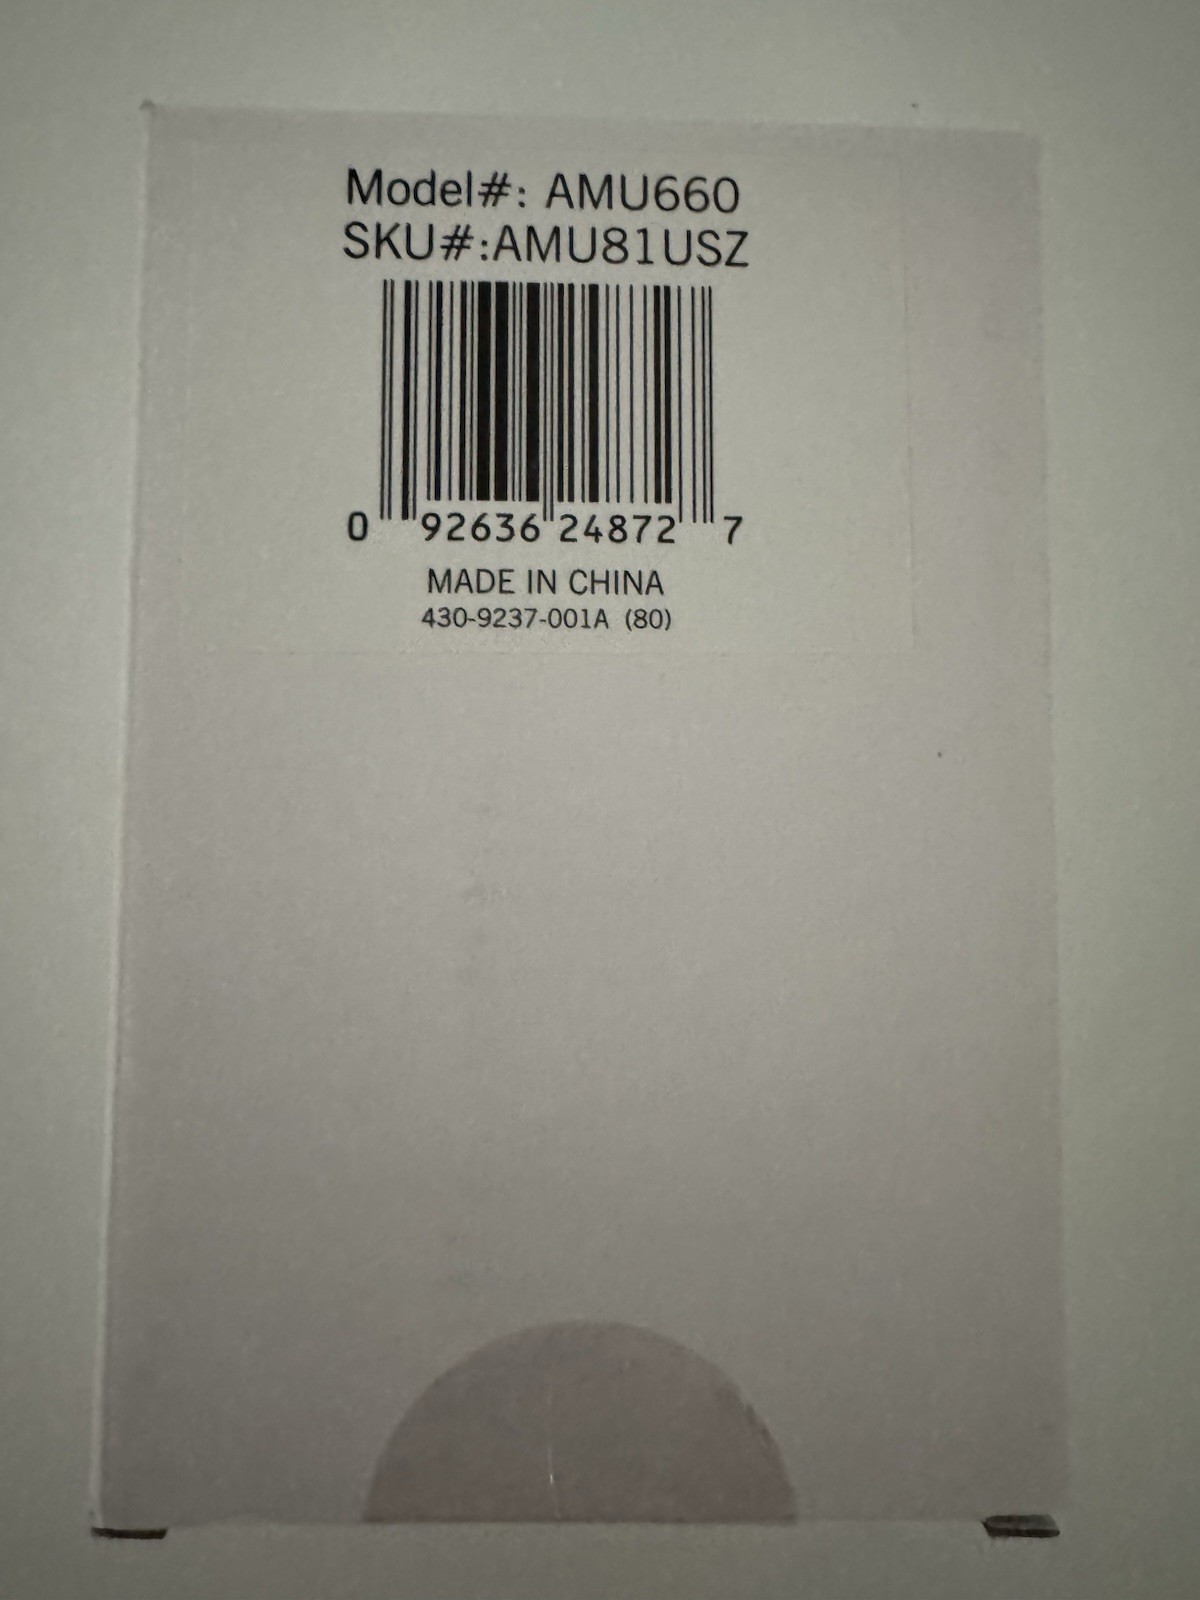 Model#: AMU660
SKU#:AMU81USZ
0 92636 24872 7
MADE IN CHINA
430-9237-001A (80)